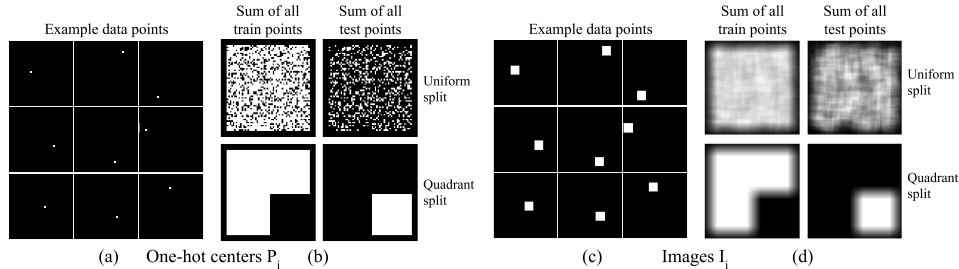 Example data points
Sum of all
train points
Sum of all
test points
Uniform
split
Quadrant
split
(a) One-hot centers P_i (b)
Example data points
Sum of all
train points
Sum of all
test points
Uniform
split
Quadrant
split
(c) Images I_i (d)